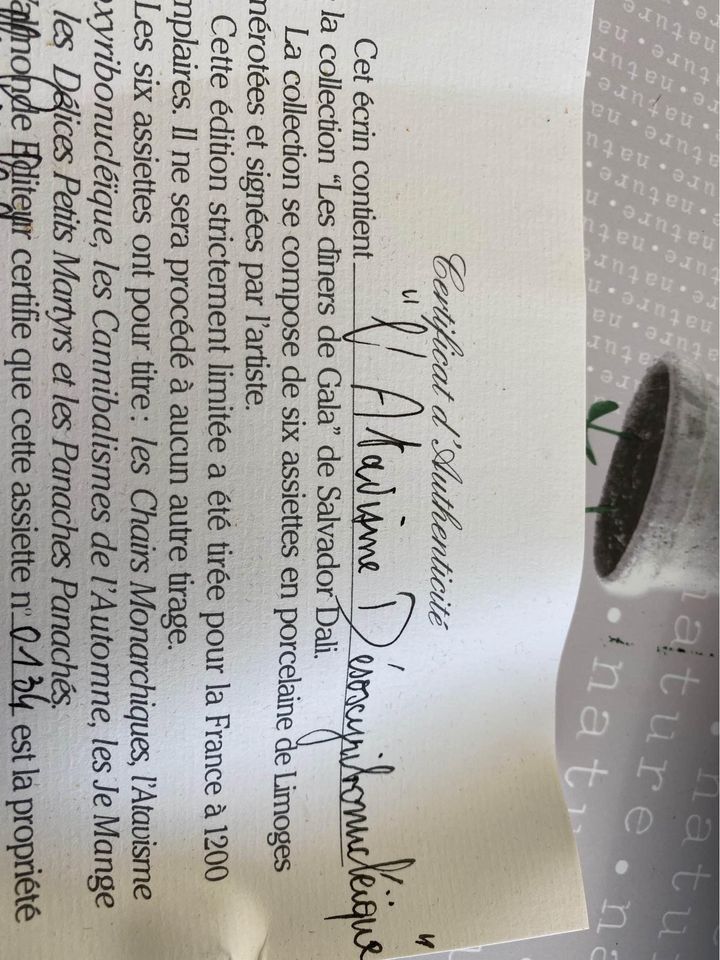 Certificat d'Authenticité
Cet écrin contient "l'Atavisme Désoxyribonucléïque"
la collection "Les dîners de Gala" de Salvador Dali.
La collection se compose de six assiettes en porcelaine de Limoges
mérotées et signées par l'artiste.
Cette édition strictement limitée a été tirée pour la France à 1200
mplaires. Il ne sera procédé à aucun autre tirage.
Les six assiettes ont pour titre : les Chairs Monarchiques, l'Atavisme
oxyribonucléïque, les Cannibalismes de l'Automne, les Je Mange
les Délices Petits Martyrs et les Panaches Panachés.
Editeur certifie que cette assiette n° 0134 est la propriété
nature • nature • nature